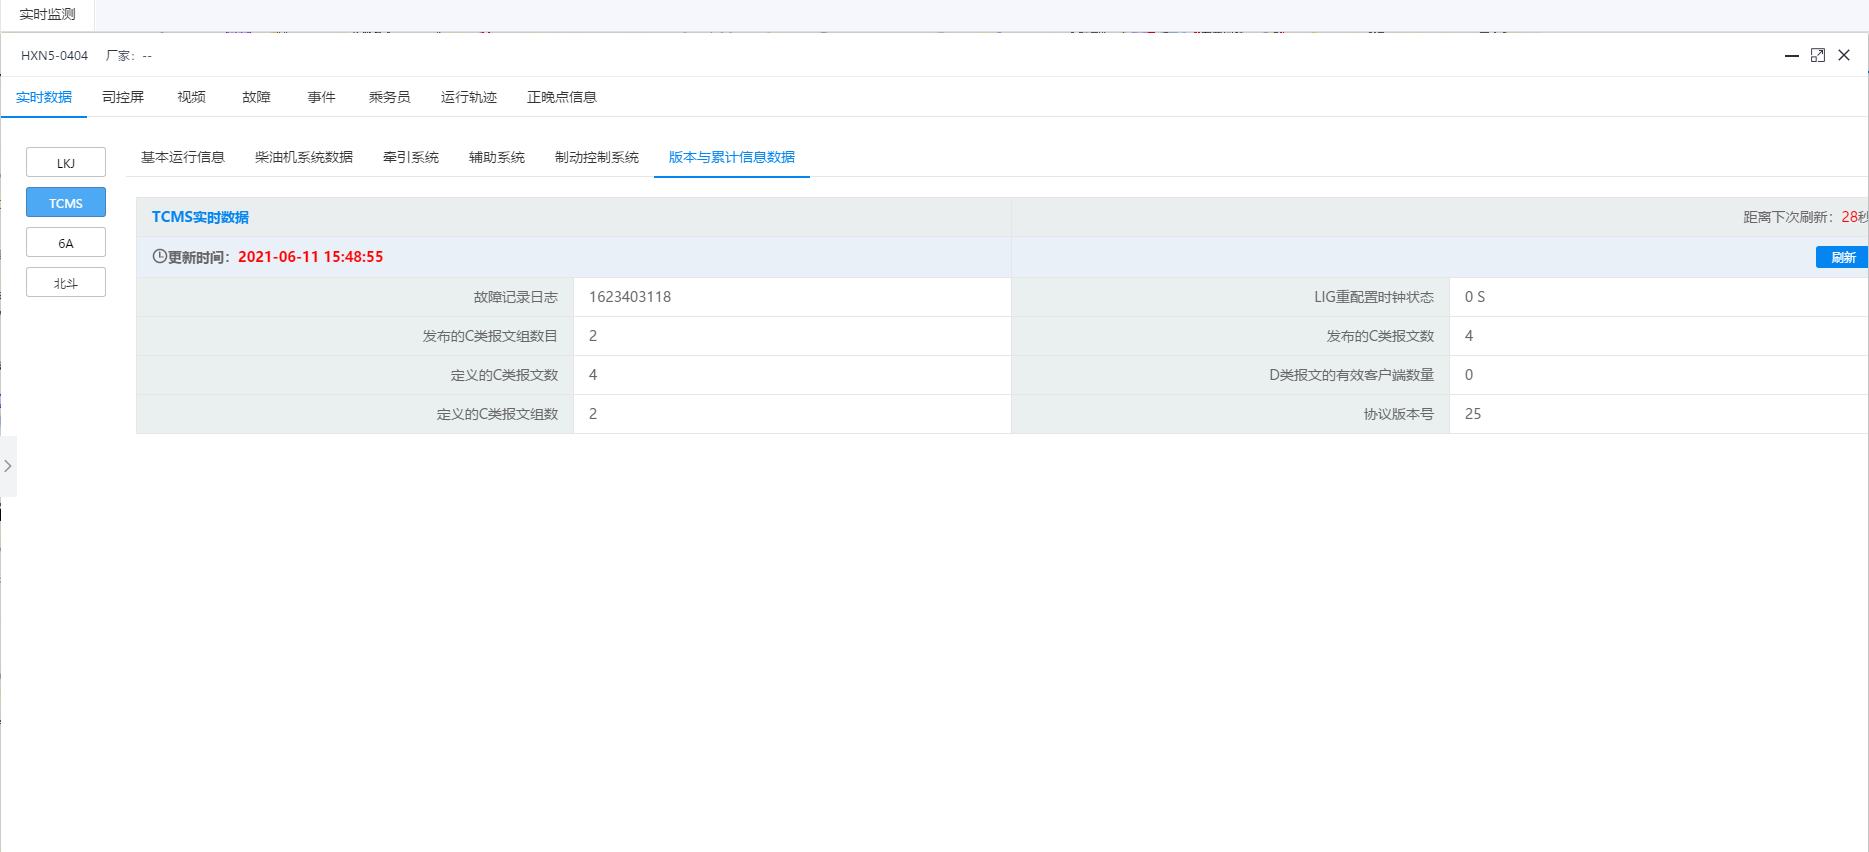 实时监测
HXN5-0404 厂家：--
实时数据 司控屏 视频 故障 事件 乘务员 运行轨迹 正晚点信息
LKJ
TCMS
6A
北斗
基本运行信息 柴油机系统数据 牵引系统 辅助系统 制动控制系统 版本与累计信息数据
TCMS实时数据 距离下次刷新：28秒
更新时间：2021-06-11 15:48:55 刷新
故障记录日志 1623403118 LIG重配置时钟状态 0 S
发布的C类报文组数目 2 发布的C类报文数 4
定义的C类报文数 4 D类报文的有效客户端数量 0
定义的C类报文组数 2 协议版本号 25